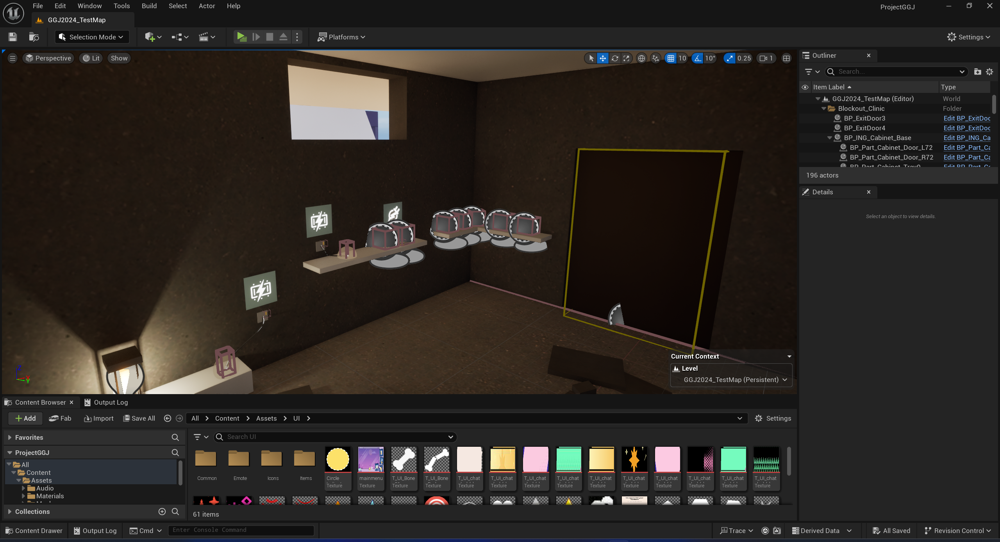 File Edit Window Tools Build Select Actor Help
ProjectGGJ
GGJ2024_TestMap
Selection Mode
Platforms
Settings
Perspective
Lit
Show
10
10°
0.25
1
Outliner
Search...
Item Label
Type
GGJ2024_TestMap (Editor)
World
Blockout_Clinic
Folder
BP_ExitDoor3
Edit BP_ExitDoo
BP_ExitDoor4
Edit BP_ExitDoo
BP_ING_Cabinet_Base
Edit BP_ING_Ca
BP_Part_Cabinet_Door_L72
Edit BP_Part_Ca
BP_Part_Cabinet_Door_R72
Edit BP_Part_Ca
196 actors
Details
Select an object to view details.
Current Context
Level
GGJ2024_TestMap (Persistent)
Z
Y
Content Browser
Output Log
Add
Fab
Import
Save All
All
Content
Assets
UI
Settings
Favorites
Search UI
ProjectGGJ
All
Content
Assets
Audio
Materials
Collections
Common
Emote
Icons
Items
Circle
Texture
mainmenu
Texture
T_UI_Bone
Texture
T_UI_Bone
Texture
T_UI_chat
Texture
T_UI_chat
Texture
T_UI_chat
Texture
T_UI_chat
Texture
T_UI_chat
Texture
T_UI_chat
Texture
T_UI_chat
Texture
T_UI_chat
Texture
T_UI_chat
Texture
T_UI_chat
Texture
61 items
Content Drawer
Output Log
Cmd
Enter Console Command
Trace
Derived Data
All Saved
Revision Control